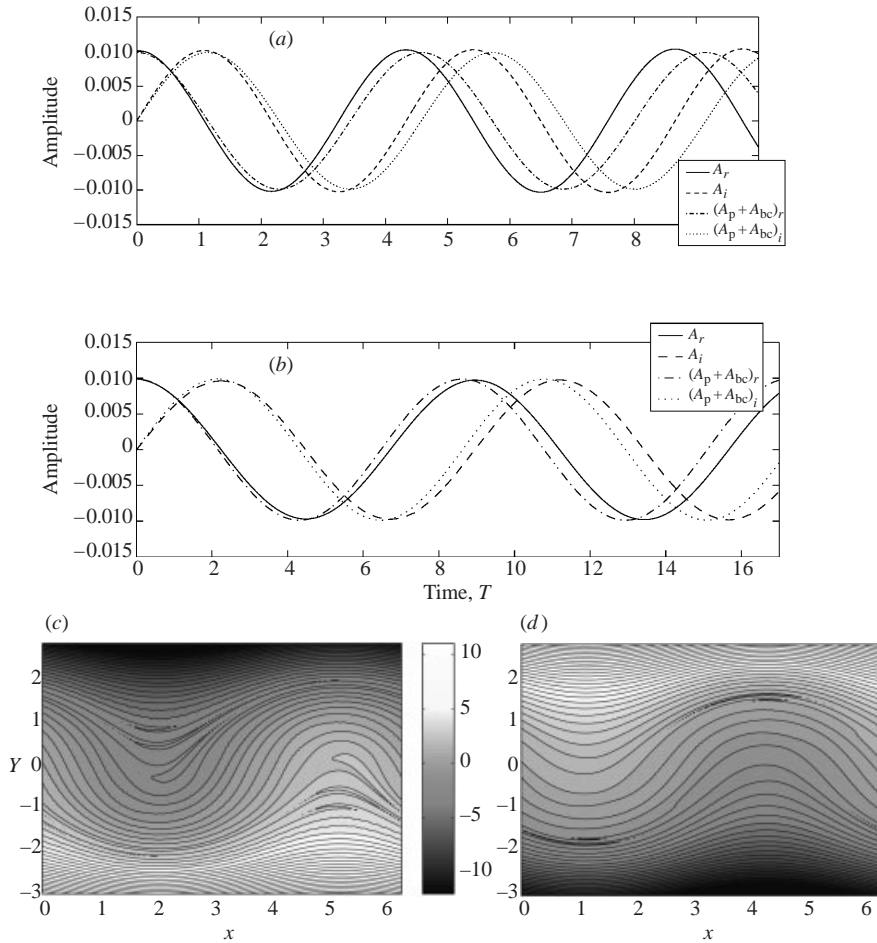 (a)
Amplitude
0.015
0.010
0.005
0
−0.005
−0.010
−0.015
0 1 2 3 4 5 6 7 8
A_r
A_i
(A_p + A_bc)_r
(A_p + A_bc)_i
(b)
Amplitude
0.015
0.010
0.005
0
−0.005
−0.010
−0.015
0 2 4 6 8 10 12 14 16
Time, T
A_r
A_i
(A_p + A_bc)_r
(A_p + A_bc)_i
(c)
Y
2
1
0
−1
−2
−3
0 1 2 3 4 5 6
x
10
5
0
−5
−10
(d)
2
1
0
−1
−2
−3
0 1 2 3 4 5 6
x